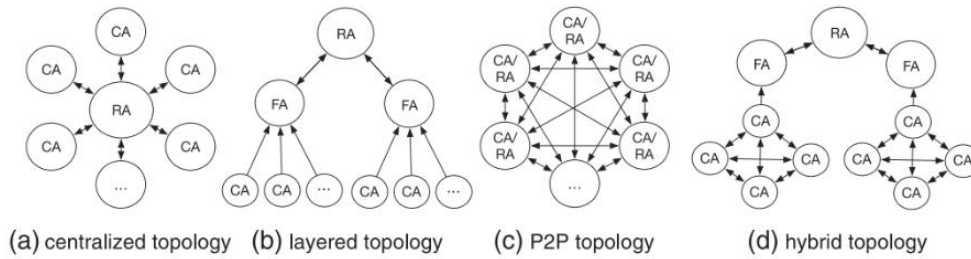 CA
CA
CA
RA
CA
CA
...
RA
FA
FA
CA
CA
...
CA
CA
...
CA/
RA
CA/
RA
CA/
RA
CA/
RA
CA/
RA
...
RA
FA
FA
CA
CA
CA
CA
CA
CA
CA
CA
(a) centralized topology
(b) layered topology
(c) P2P topology
(d) hybrid topology